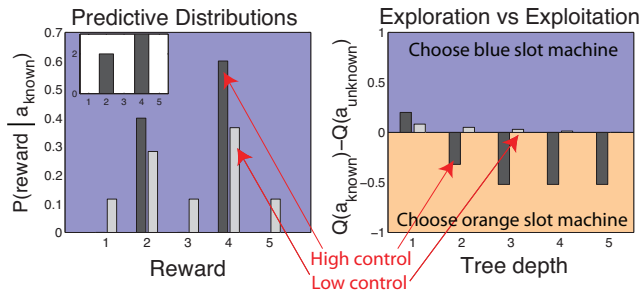 Predictive Distributions
0.7
0.6
0.5
0.4
0.3
0.2
0.1
0
P(reward | a_known)
2
0
1 2 3 4 5
1 2 3 4 5
Reward
High control
Low control
Exploration vs Exploitation
1
0.5
0
−0.5
−1
Q(a_known)−Q(a_unknown)
Choose blue slot machine
Choose orange slot machine
1 2 3 4 5
Tree depth